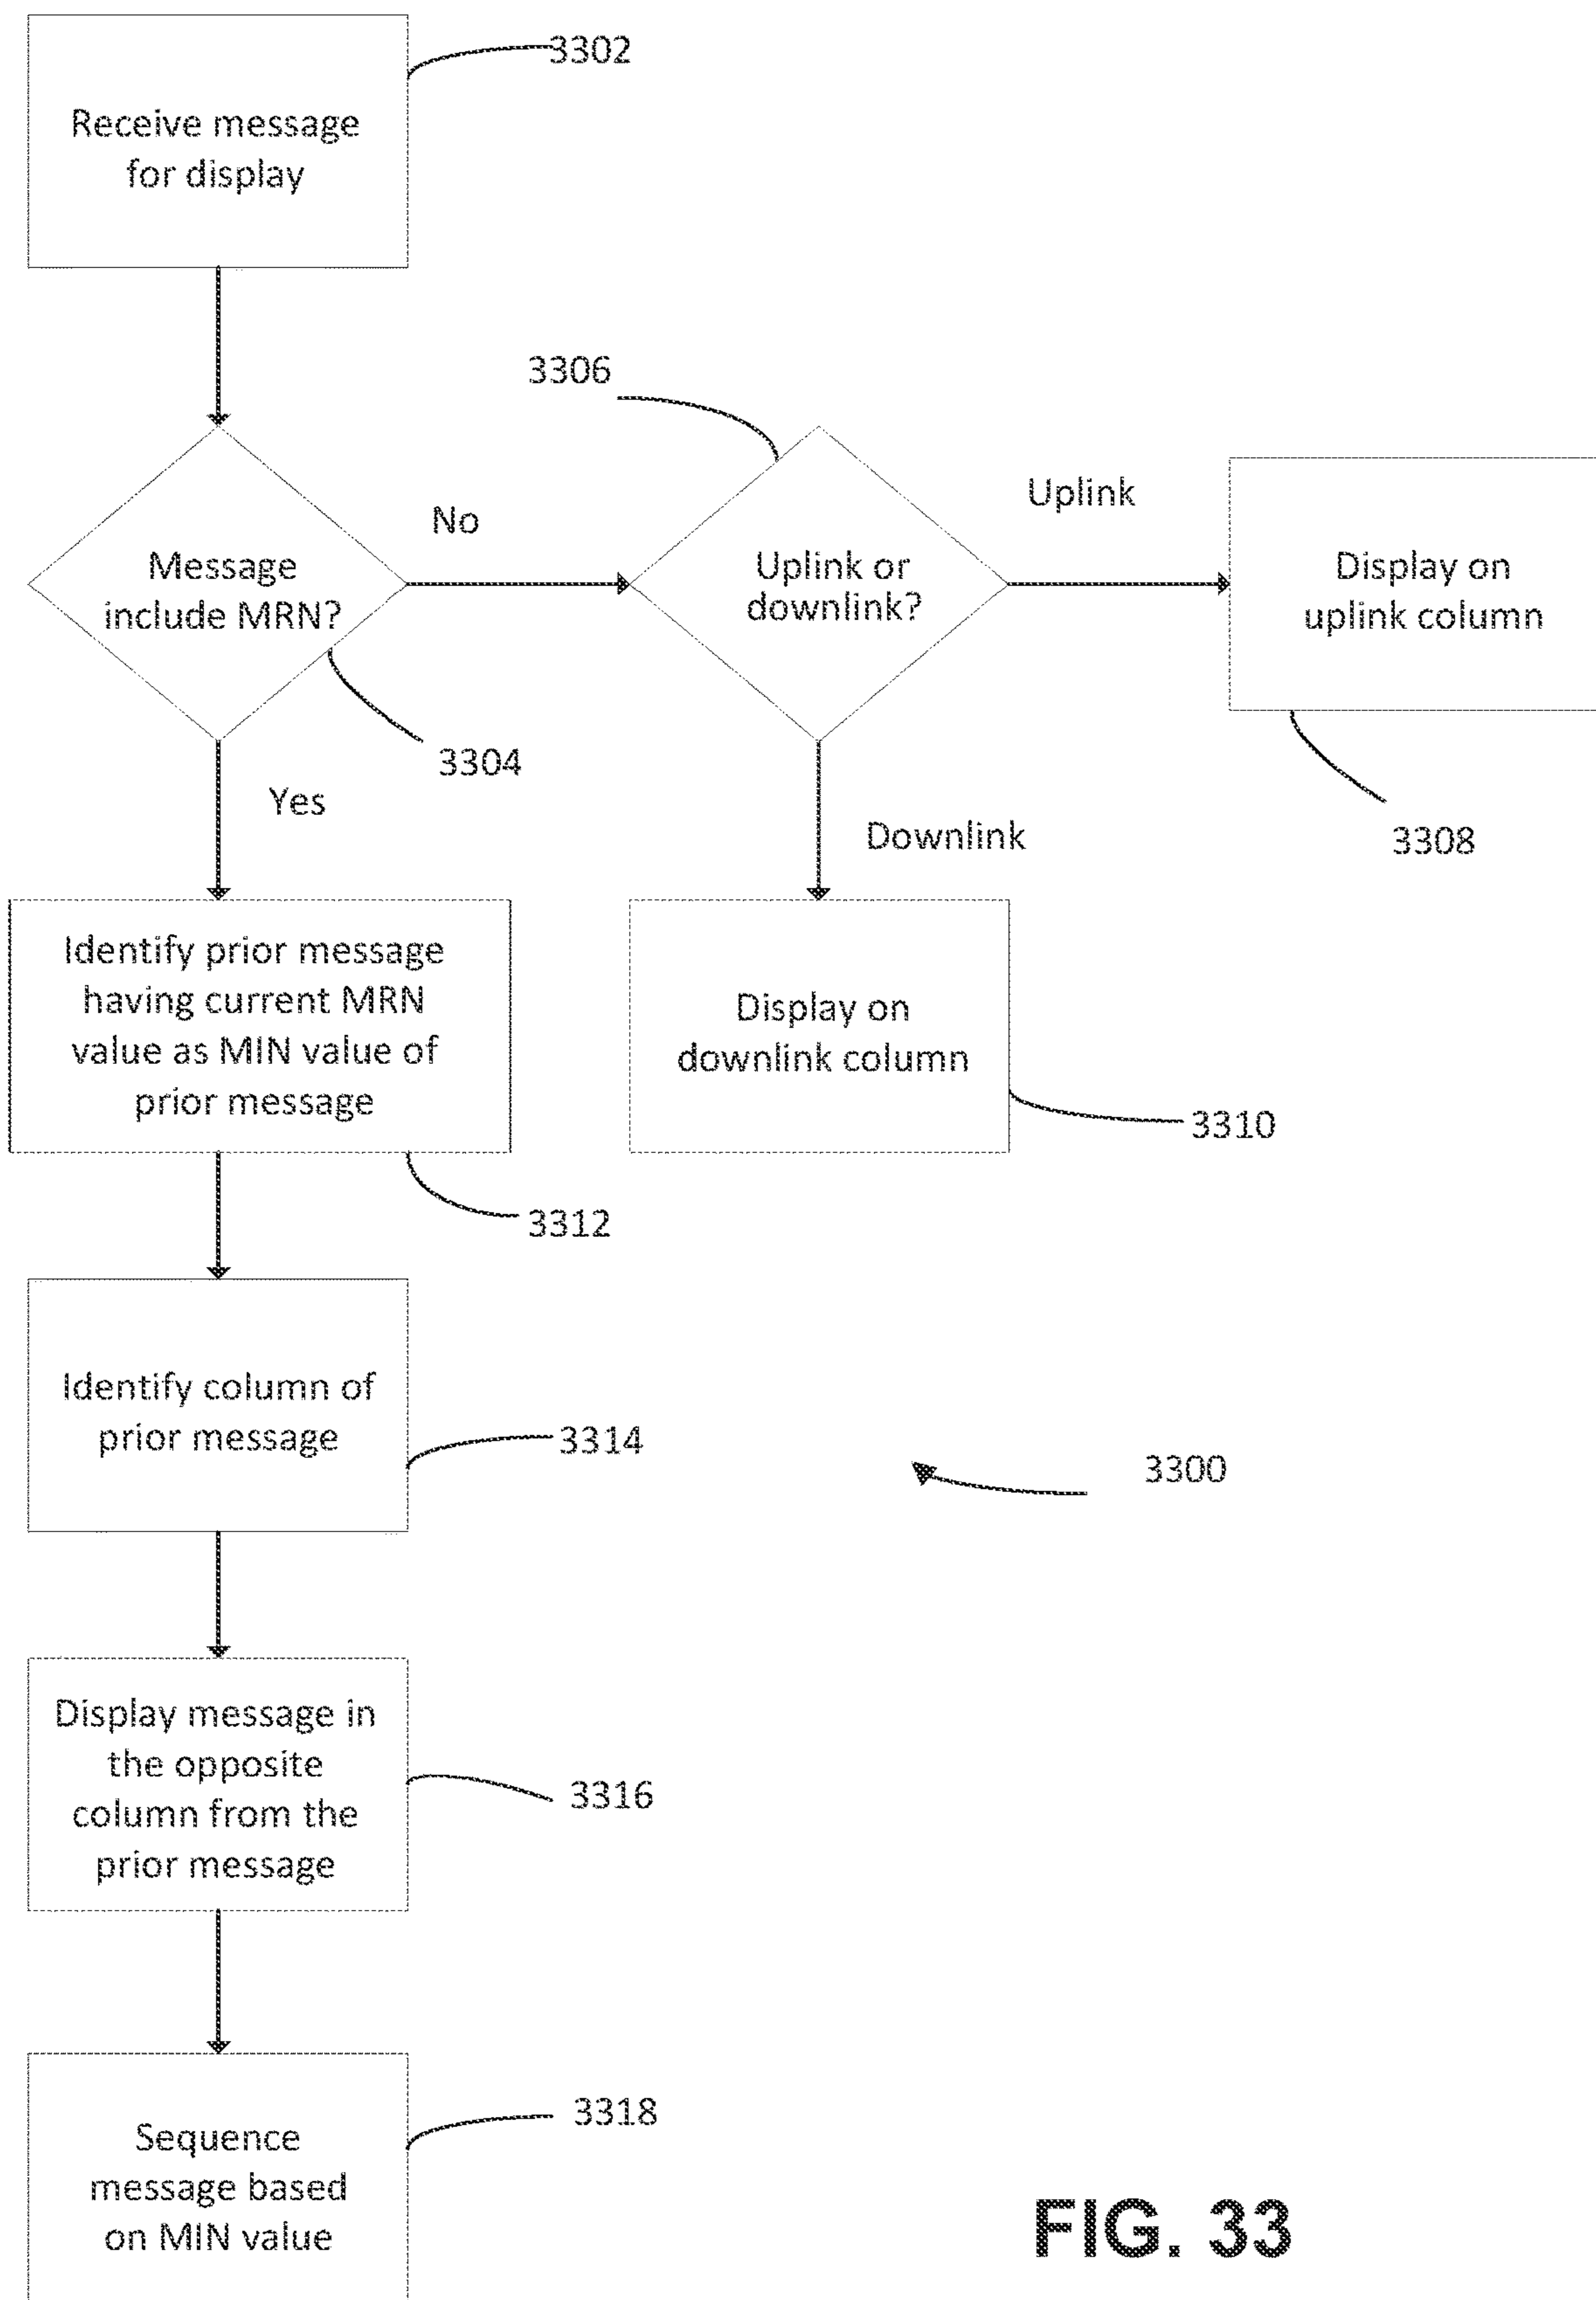 3302
Receive message
for display
3306
Uplink
No
Message
include MRN?
Uplink or
downlink?
Display on
uplink column
3304
Yes
Downlink
3308
Identify prior message
having current MRN
value as MIN value of
prior message
Display on
downlink column
3310
3312
Identify column of
prior message
3314
3300
Display message in
the opposite
column from the
prior message
3316
Sequence
message based
on MIN value
3318
FIG. 33